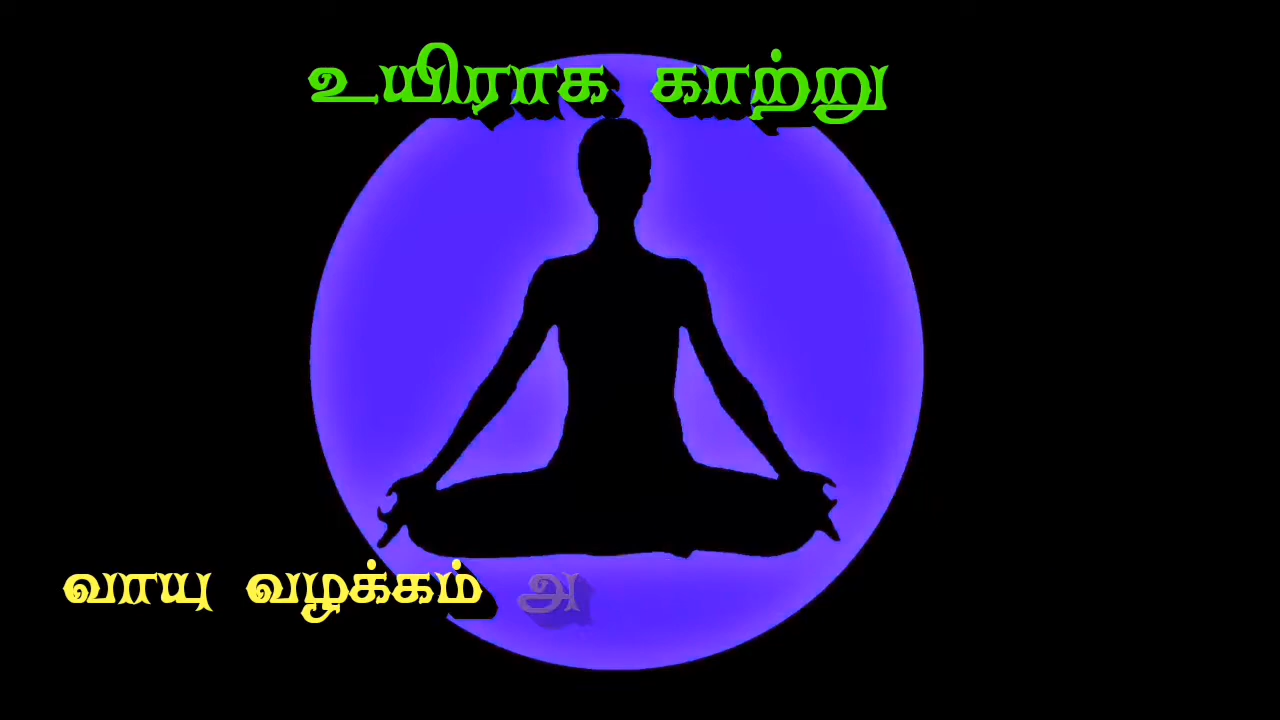 உயிராக காற்று
வாயு வழக்கம் அ